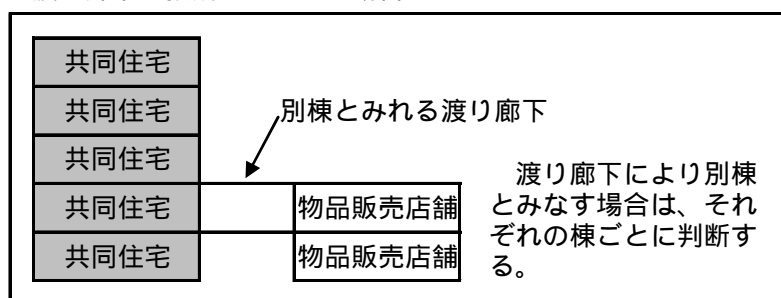 共同住宅
共同住宅
共同住宅
共同住宅
共同住宅
別棟とみれる渡り廊下
物品販売店舗
物品販売店舗
渡り廊下により別棟
とみなす場合は、それ
ぞれの棟ごとに判断す
る。